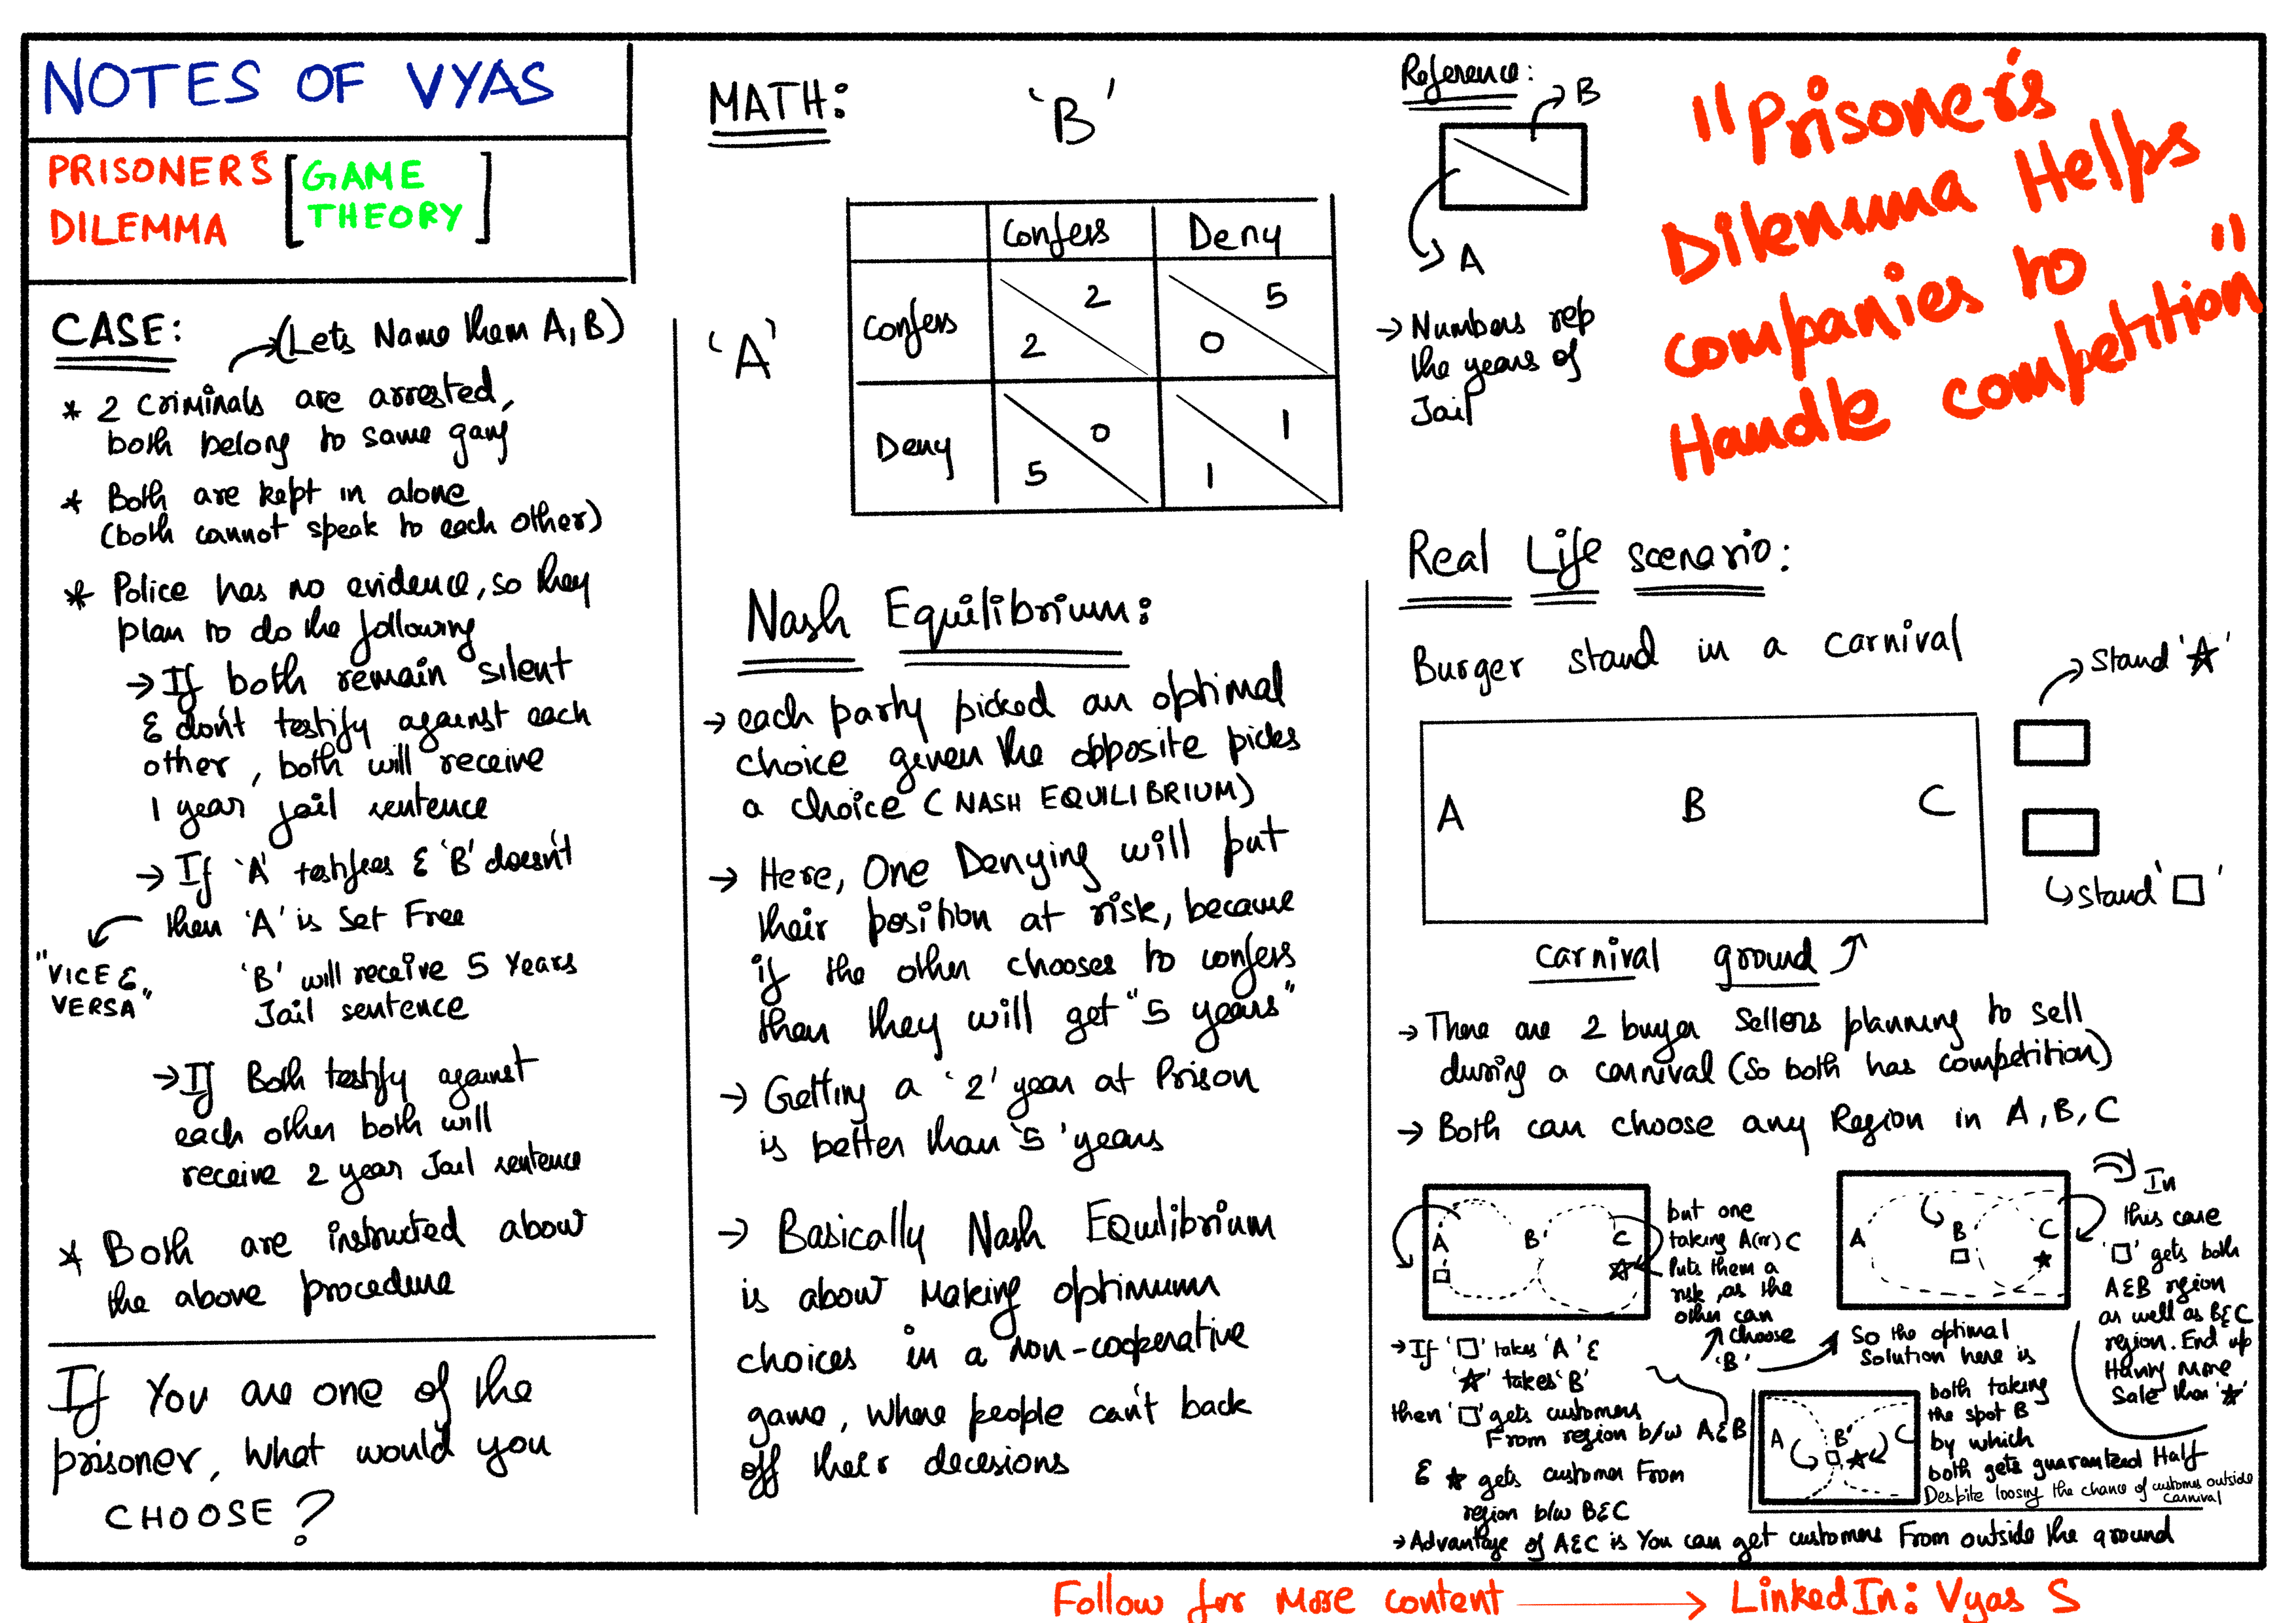 NOTES OF VYAS
PRISONER'S
DILEMMA
[GAME
THEORY]
CASE:
(Lets Name them A, B)
* 2 criminals are arrested,
both belong to same gang
* Both are kept in alone
(both cannot speak to each other)
* Police has no evidence, so they
plan to do the following
→ If both remain silent
& don't testify against each
other, both will receive
1 year jail sentence
→ If 'A' testifees & 'B' doesn't
then 'A' is Set Free
"VICE &
VERSA"
'B' will receive 5 Years
Jail sentence
→ If Both testify against
each other both will
receive 2 year Jail sentence
* Both are instructed about
the above procedure
If You are one of the
prisoner, What would you
CHOOSE?
MATH:
'B'
Confess Deny
'A'
Confess
2
2
5
0
Deny
0
5
1
1
Reference:
B
A
→ Numbers rep
the years of
Jail
"Prisoner's
Dilemma Helps
companies to
Handle competition"
Nash Equilibrium:
→ each party picked an optimal
choice given the opposite picks
a choice (NASH EQUILIBRIUM)
→ Here, One Denying will put
their position at risk, because
if the other chooses to confess
then they will get "5 years"
→ Getting a '2' year at Prison
is better than '5' years
→ Basically Nash Equilibrium
is about Making optimum
choices in a non-cooperative
game, where people can't back
off their decesions
Real Life scenario:
Burger stand in a carnival
Stand '☆'
A B C
Stand '□'
carnival ground
→ There are 2 buyer Sellers planning to sell
during a carnival (So both has competition)
→ Both can choose any Region in A, B, C
A B C
□ ☆
but one
taking A(or) C
Puts them a
risk, as the
other can
choose
'B'
→ If '□' takes 'A' &
'☆' takes 'B'
then '□' gets customers
From region b/w A&B
& ★ gets customer From
region b/w B&C
A B C
□ ★
In
this case
'□' gets both
A&B region
as well as B&C
region. End up
Having More
Sale than '☆'
So the optimal
Solution here is
both taking
the spot B
by which
both gets guaranteed Half
Despite loosing the chance of customer outside
carnival
A B C
□ ☆
→ Advantage of A&C is You can get customers From outside the ground
Follow for More content → LinkedIn: Vyas S